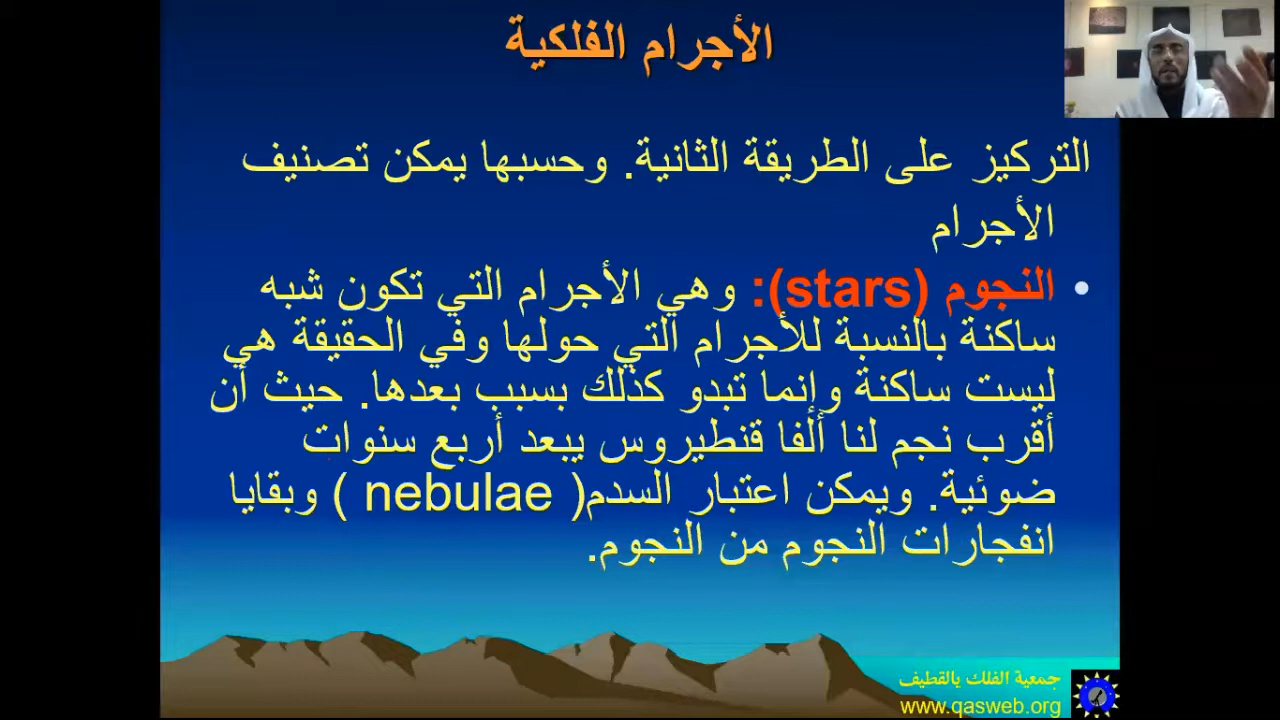 الأجرام الفلكية
التركيز على الطريقة الثانية. وحسبها يمكن تصنيف
الأجرام
• النجوم (stars): وهي الأجرام التي تكون شبه
ساكنة بالنسبة للأجرام التي حولها وفي الحقيقة هي
ليست ساكنة وإنما تبدو كذلك بسبب بعدها. حيث أن
أقرب نجم لنا ألفا قنطيروس يبعد أربع سنوات
ضوئية. ويمكن اعتبار السدم( nebulae ) وبقايا
انفجارات النجوم من النجوم.
جمعية الفلك بالقطيف
www.qasweb.org